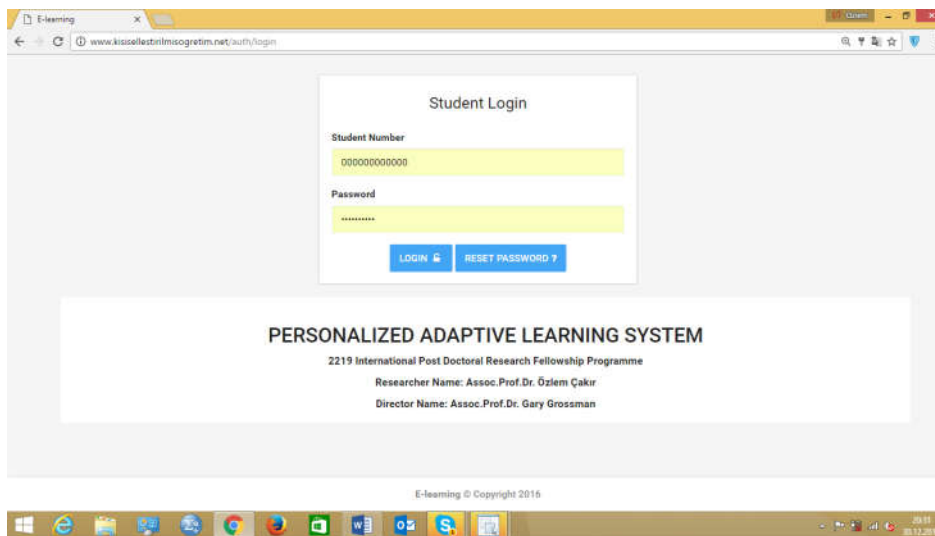 E-learning
www.kisisellestirilmisogretim.net/auth/login
Student Login
Student Number
000000000000
Password
LOGIN
RESET PASSWORD ?
PERSONALIZED ADAPTIVE LEARNING SYSTEM
2219 International Post Doctoral Research Fellowship Programme
Researcher Name: Assoc.Prof.Dr. Özlem Çakır
Director Name: Assoc.Prof.Dr. Gary Grossman
E-learning © Copyright 2016